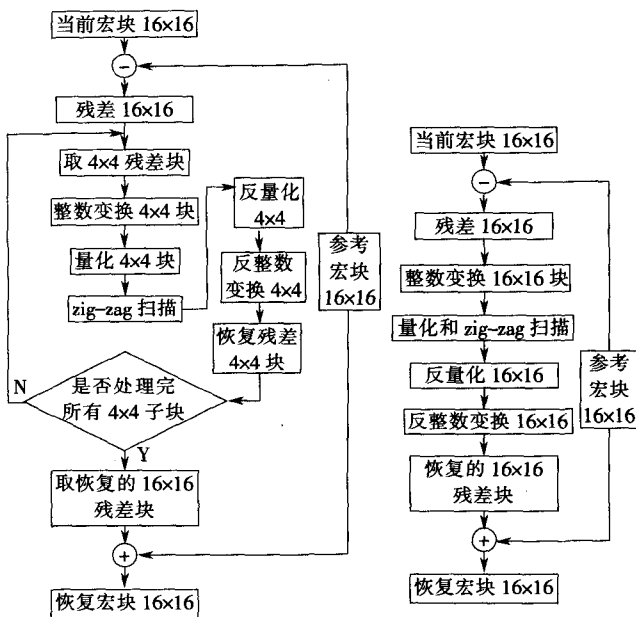 当前宏块 16×16
−
残差 16×16
取 4×4 残差块
整数变换 4×4 块
量化 4×4 块
zig-zag 扫描
反量化
4×4
反整数
变换 4×4
恢复残差
4×4 块
参考
宏块
16×16
N
是否处理完
所有 4×4 子块
Y
取恢复的 16×16
残差块
+
恢复宏块 16×16
当前宏块 16×16
−
残差 16×16
整数变换 16×16 块
量化和 zig-zag 扫描
反量化 16×16
反整数变换 16×16
恢复的 16×16
残差块
参考
宏块
16×16
+
恢复宏块 16×16